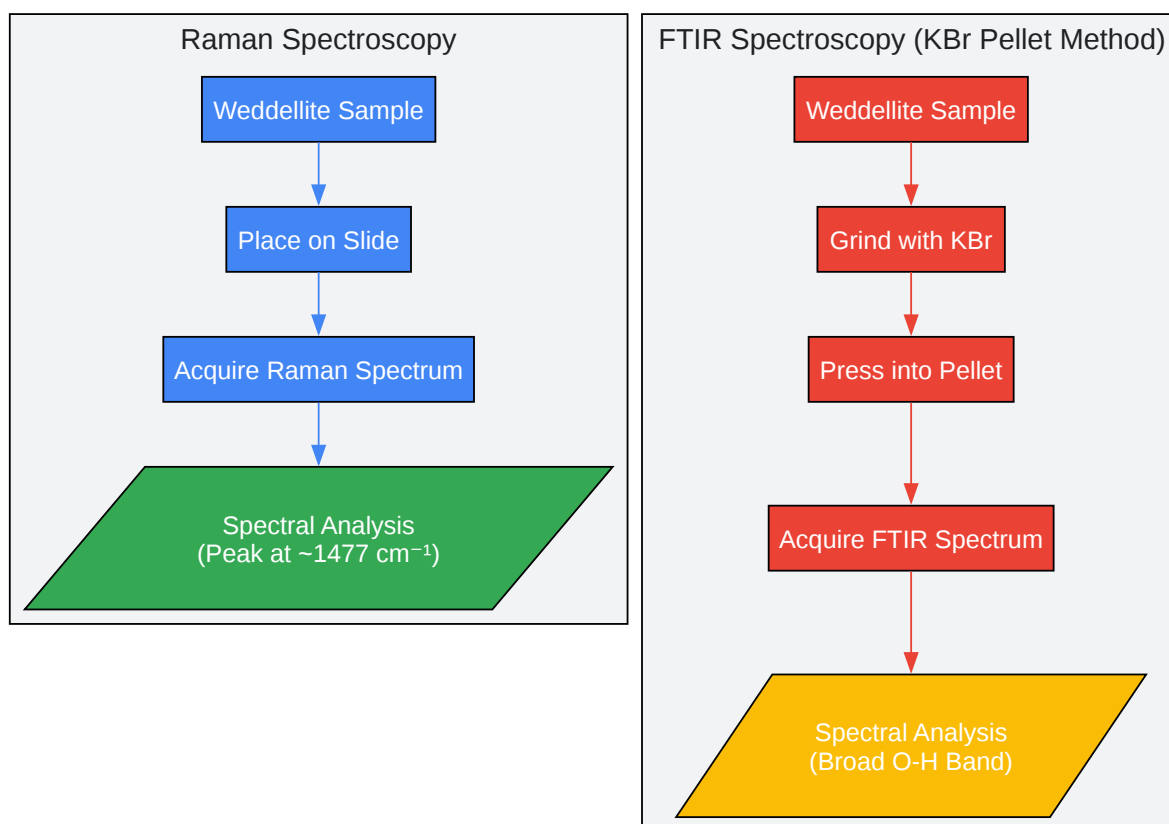 Raman Spectroscopy
Weddellite Sample
Place on Slide
Acquire Raman Spectrum
Spectral Analysis
(Peak at ~1477 cm⁻¹)
FTIR Spectroscopy (KBr Pellet Method)
Weddellite Sample
Grind with KBr
Press into Pellet
Acquire FTIR Spectrum
Spectral Analysis
(Broad O-H Band)